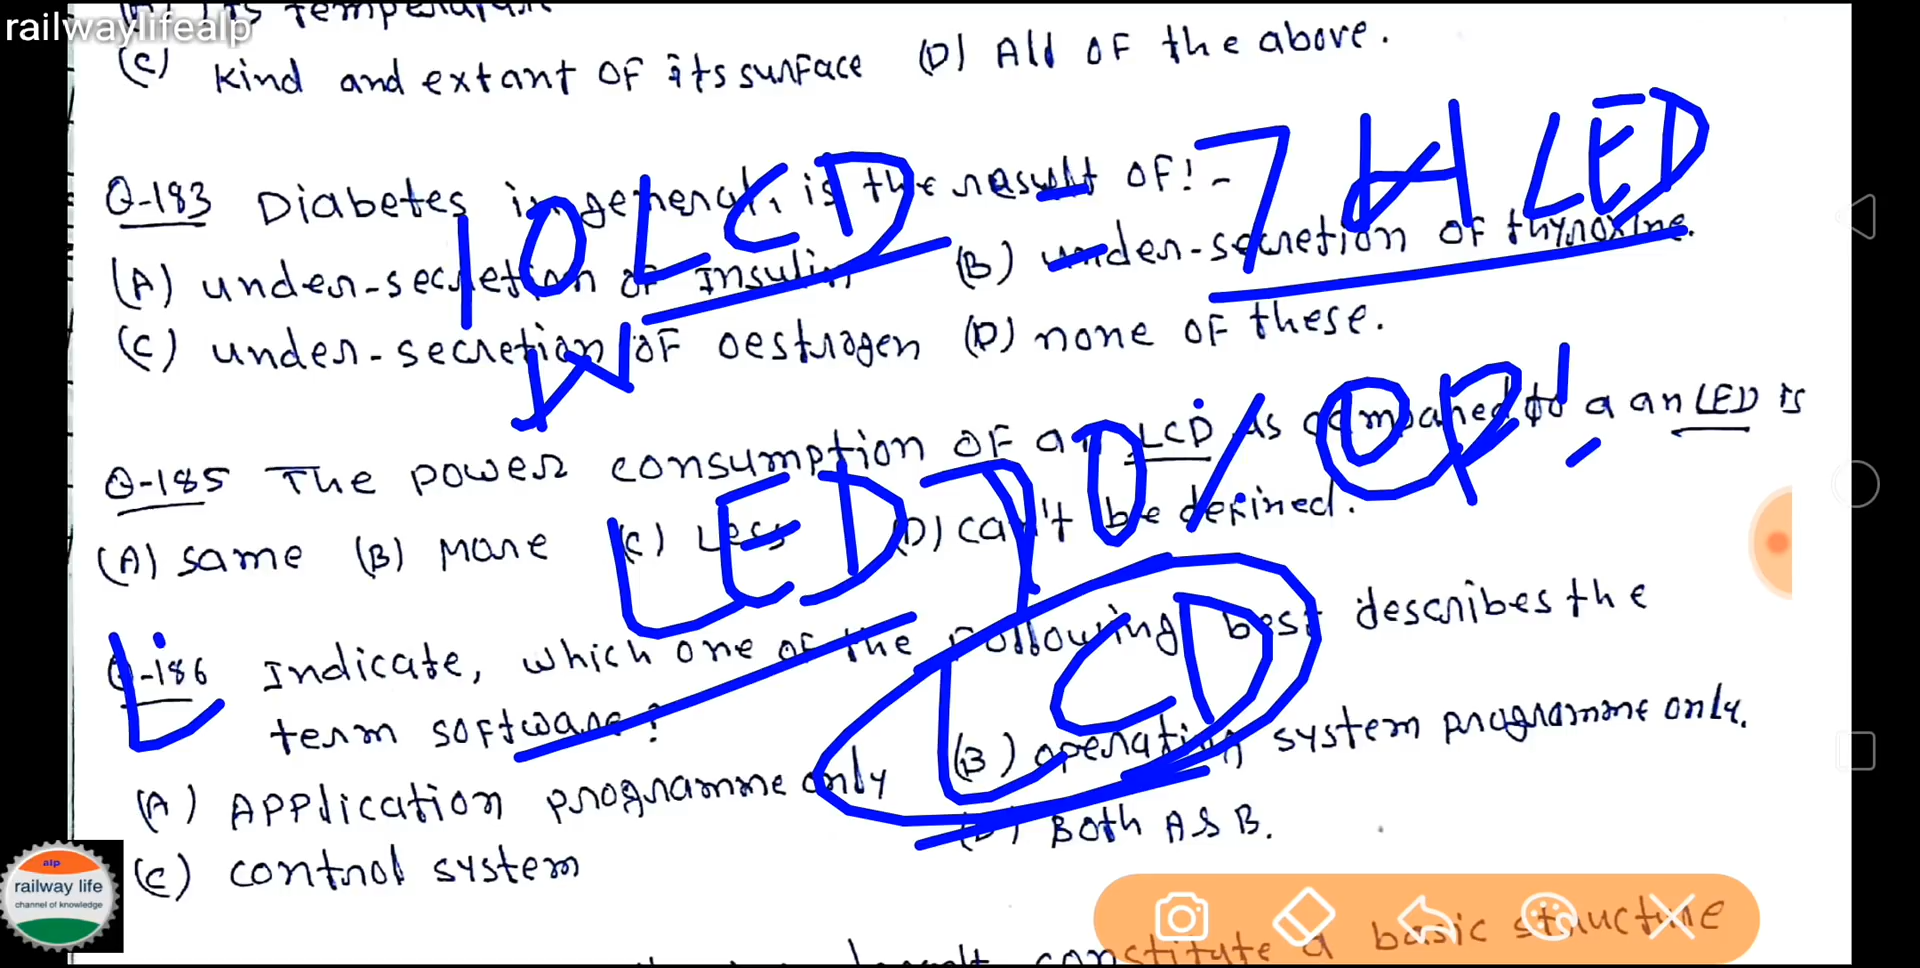 railwaylifealp
(B) Its temperature
(C) Kind and extant of its surface (D) All of the above.
Q-183 Diabetes in general, is the result of! -
(A) under-secretion of Insulin (B) under-secretion of thyroxine.
(C) under-secretion of oestrogen (D) none of these.
10 LCD
7 LED
Q-185 The power consumption of an LCD as compared to a an LED is
(A) same (B) More (C) Less (D) can't be defined.
LED
LCD
Q-186 Indicate, which one of the following best describes the
term software?
(A) Application programme only (B) operating system programme only.
(C) control system (D) Both A & B.
alp
railway life
channel of knowledge
constitute a basic structure